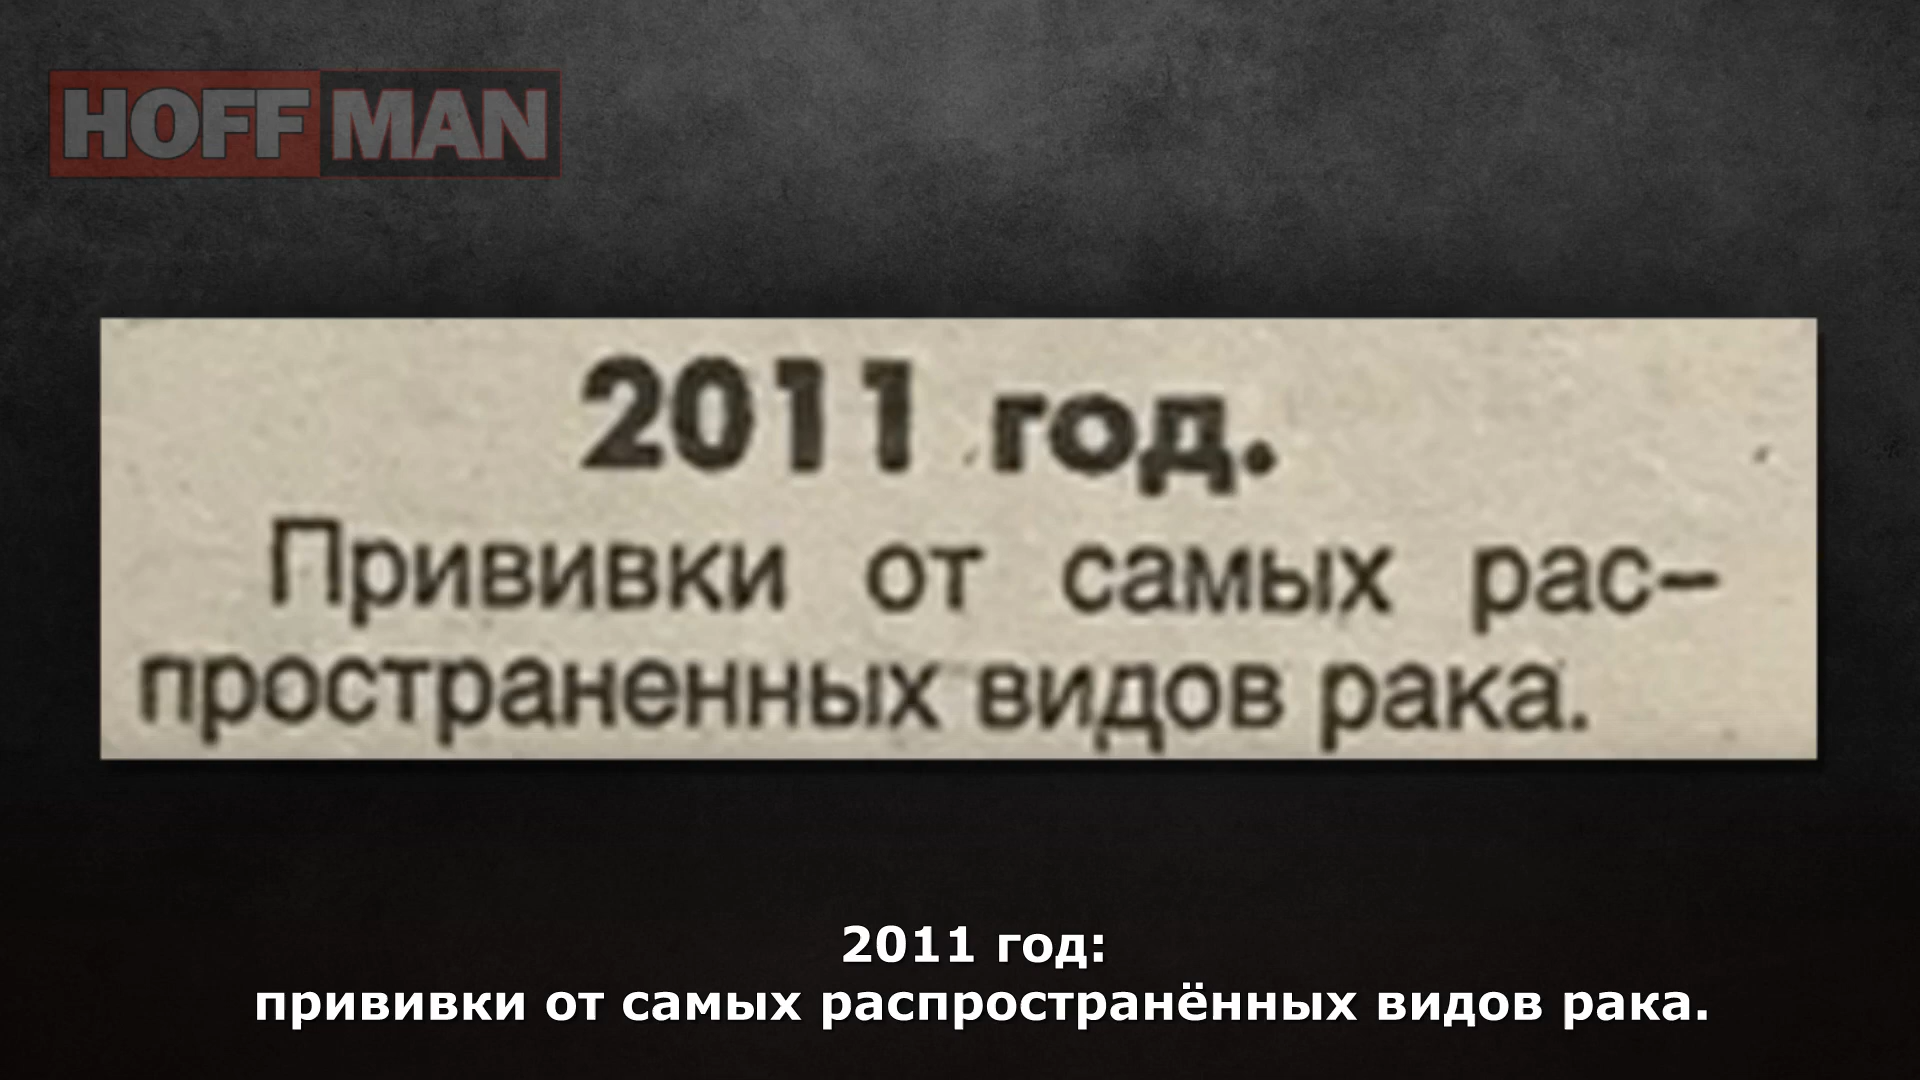 HOFFMAN
2011 год.
Прививки от самых рас-
пространенных видов рака.
2011 год:
прививки от самых распространённых видов рака.